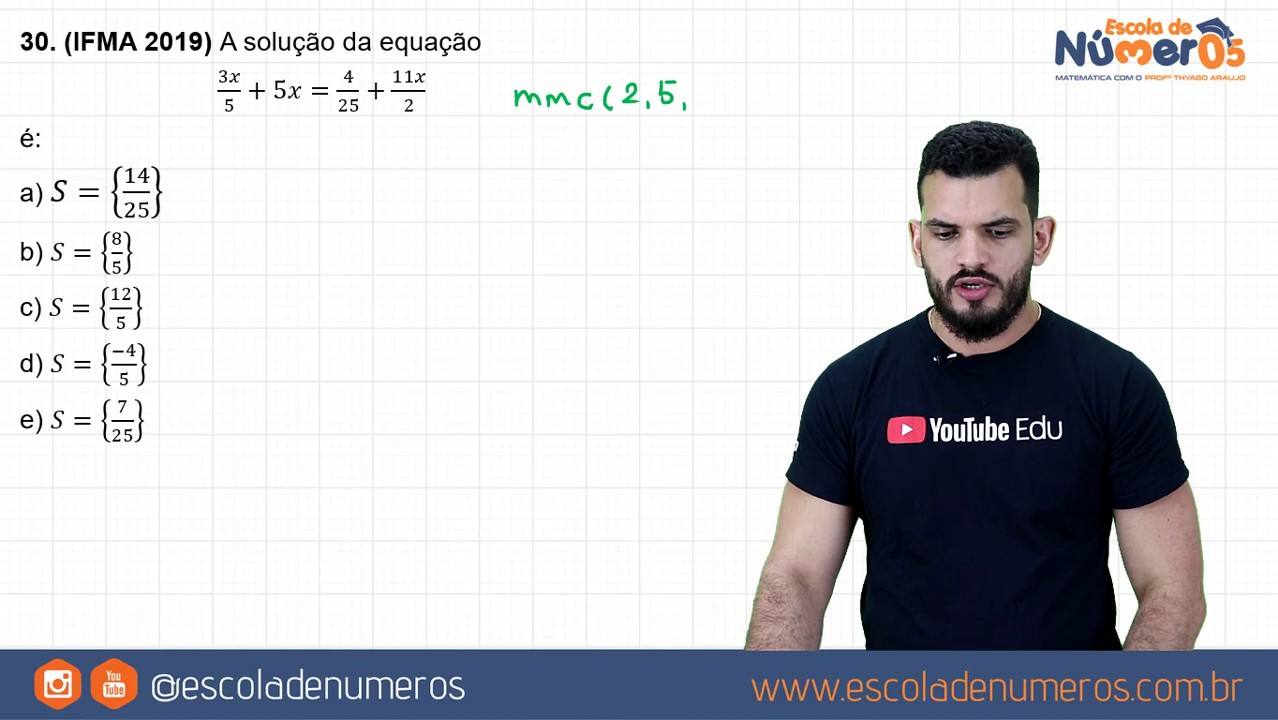 30. (IFMA 2019) A solução da equação
3x/5 + 5x = 4/25 + 11x/2
mmc(2,5,
é:
a) S = {14/25}
b) S = {8/5}
c) S = {12/5}
d) S = {-4/5}
e) S = {7/25}
Escola de
Números
MATEMÁTICA COM O PROFº THYAGO ARAUJO
YouTube Edu
You
Tube
@escoladenumeros
www.escoladenumeros.com.br